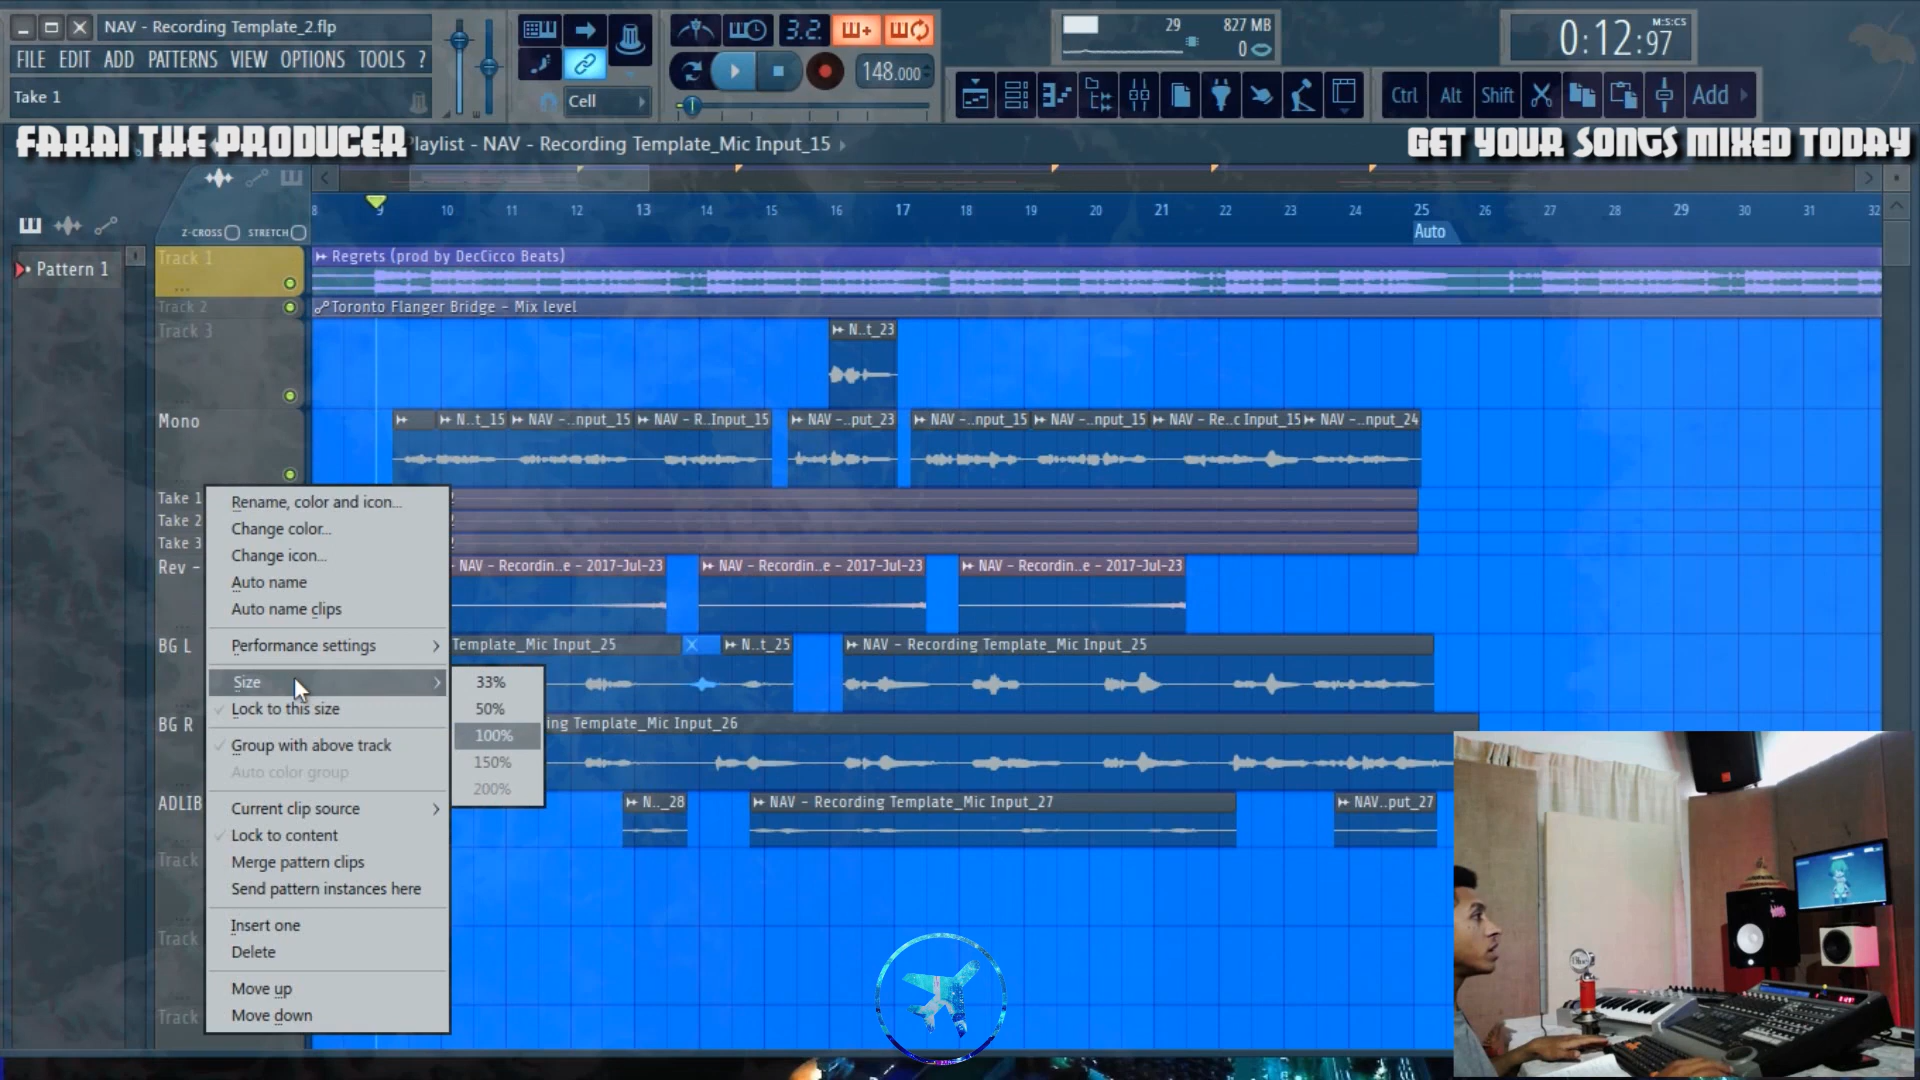 NAV - Recording Template_2.flp
FILE EDIT ADD PATTERNS VIEW OPTIONS TOOLS ?
Take 1
3.2.
148.000
Cell
29 827 MB
0
0:12:97 M:S:CS
Ctrl Alt Shift Add
FARAI THE PRODUCER
Playlist - NAV - Recording Template_Mic Input_15
GET YOUR SONGS MIXED TODAY
8 9 10 11 12 13 14 15 16 17 18 19 20 21 22 23 24 25 26 27 28 29 30 31 32
Z-CROSS STRETCH
Auto
Pattern 1
Track 1
Regrets (prod by DecCicco Beats)
Track 2
Toronto Flanger Bridge - Mix level
Track 3
N..t_23
Mono
N..t_15 NAV -..nput_15 NAV - R..Input_15 NAV -..put_23 NAV -..nput_15 NAV -..nput_15 NAV - Re..c Input_15 NAV -..nput_24
Take 1
Take 2
Take 3
Rev -
NAV - Recordin..e - 2017-Jul-23 NAV - Recordin..e - 2017-Jul-23 NAV - Recordin..e - 2017-Jul-23
BG L
Template_Mic Input_25 N..t_25 NAV - Recording Template_Mic Input_25
BG R
ing Template_Mic Input_26
ADLIB
N.._28 NAV - Recording Template_Mic Input_27 NAV..put_27
Track
Track
Track
Rename, color and icon...
Change color...
Change icon...
Auto name
Auto name clips
Performance settings
Size
Lock to this size
Group with above track
Auto color group
Current clip source
Lock to content
Merge pattern clips
Send pattern instances here
Insert one
Delete
Move up
Move down
33%
50%
100%
150%
200%